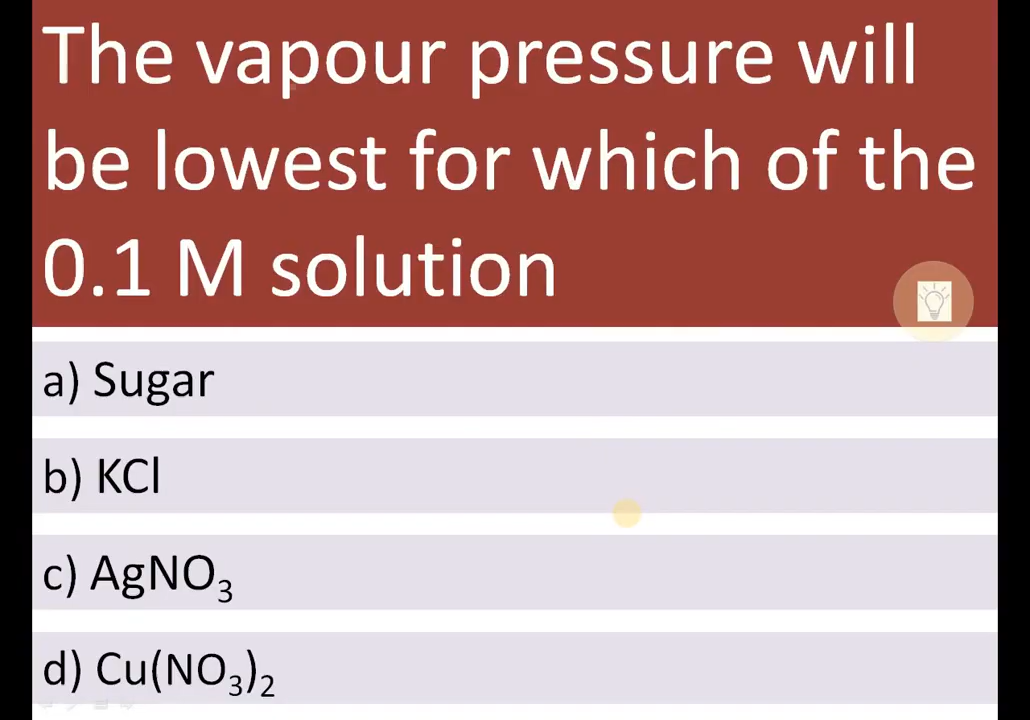 The vapour pressure will
be lowest for which of the
0.1 M solution
a) Sugar
b) KCl
c) AgNO₃
d) Cu(NO₃)₂